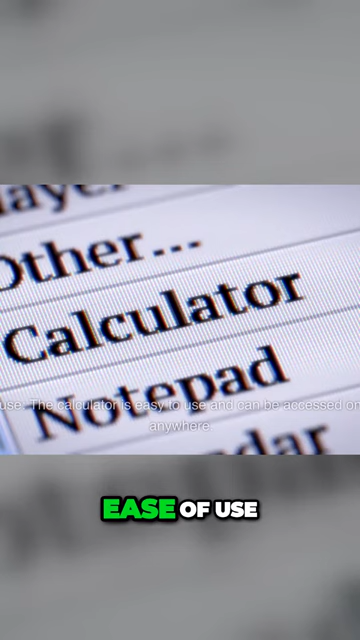 Other...
Calculator
Notepad
use: The calculator is easy to use and can be accessed on
anywhere
EASE OF USE